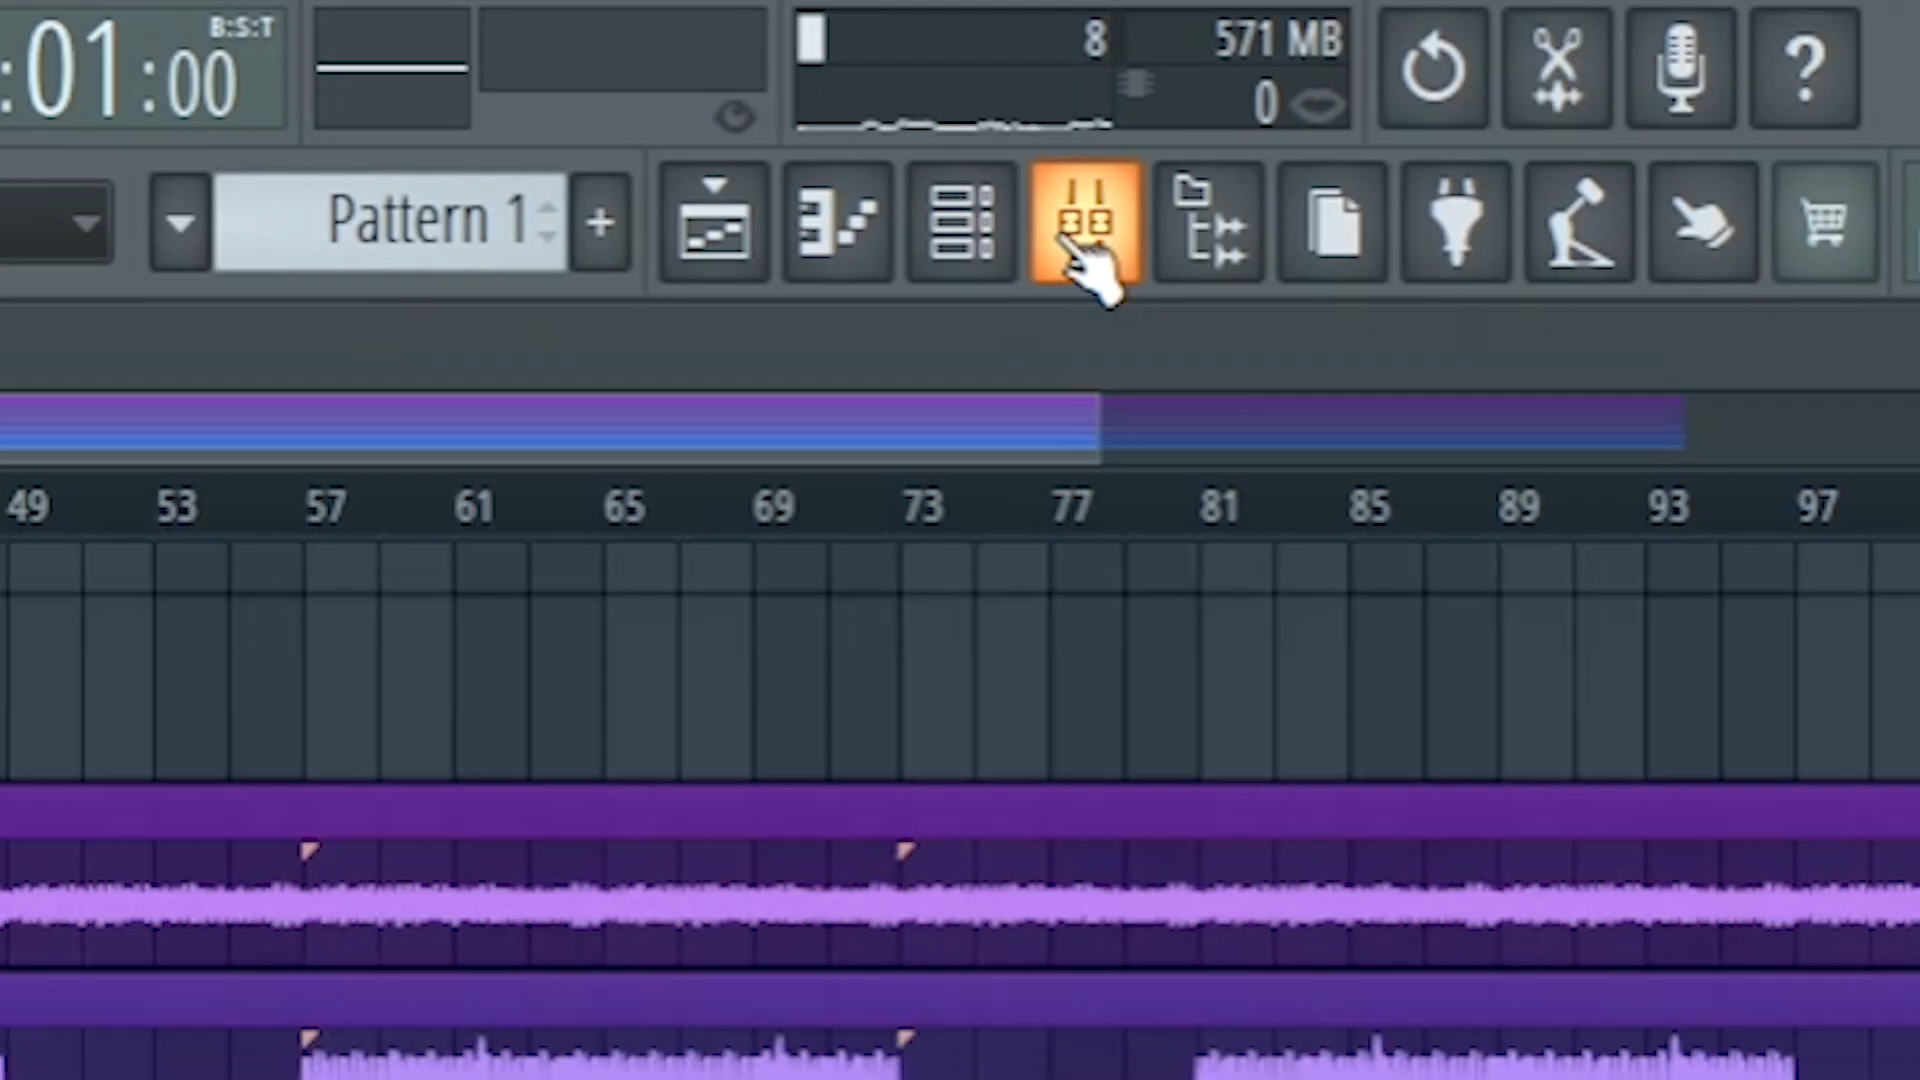 :01:00 B:S:T
8 571 MB
0
?
Pattern 1 +
49 53 57 61 65 69 73 77 81 85 89 93 97